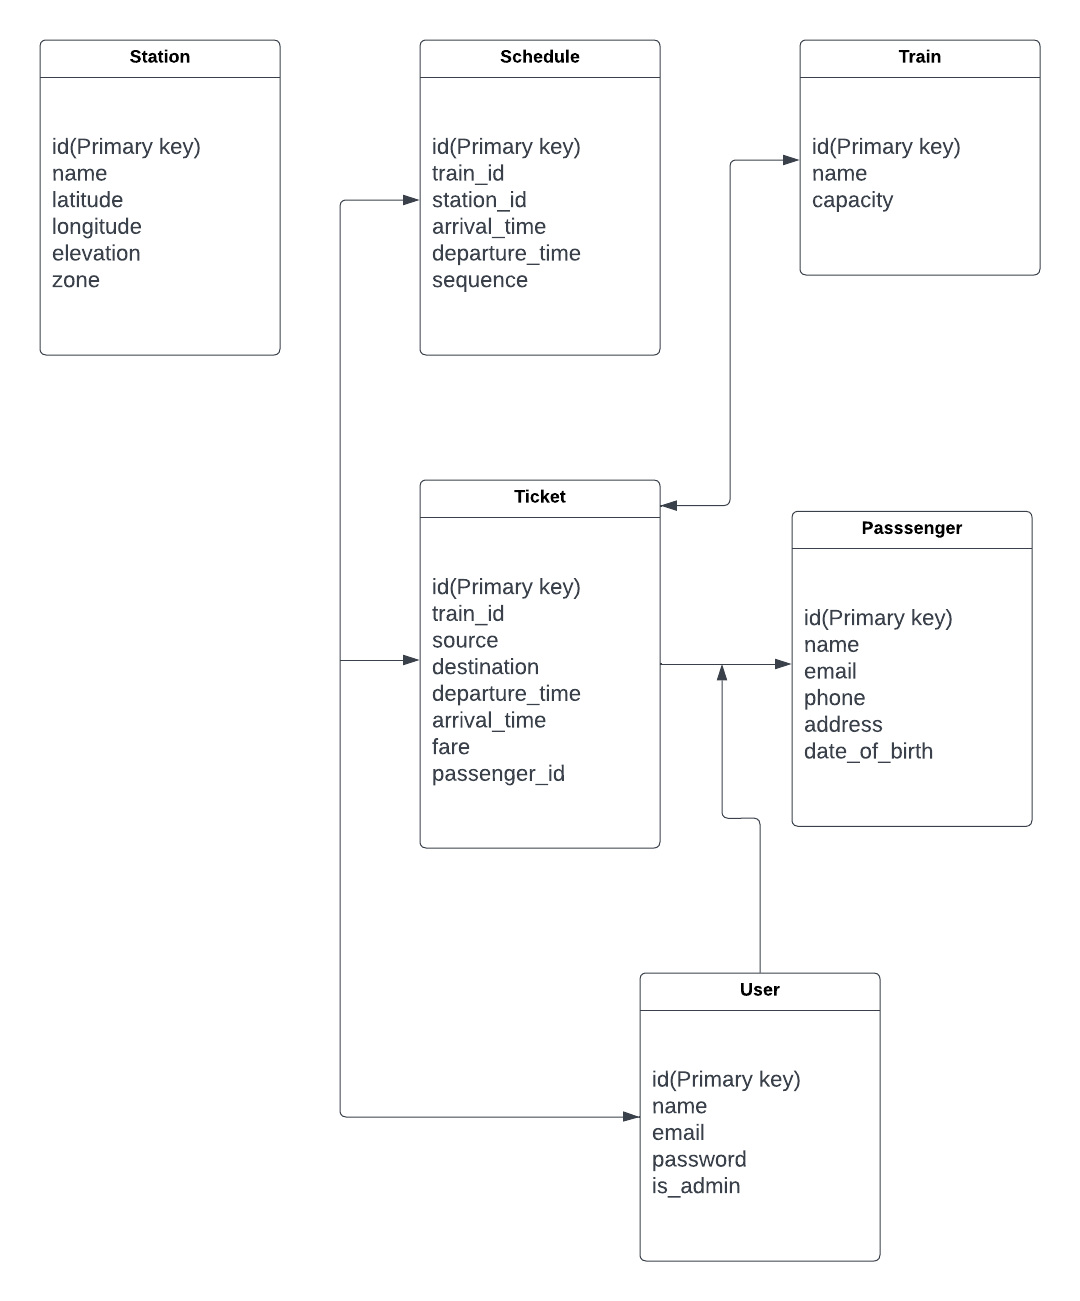 Station
id(Primary key)
name
latitude
longitude
elevation
zone
Schedule
id(Primary key)
train_id
station_id
arrival_time
departure_time
sequence
Train
id(Primary key)
name
capacity
Ticket
id(Primary key)
train_id
source
destination
departure_time
arrival_time
fare
passenger_id
Passsenger
id(Primary key)
name
email
phone
address
date_of_birth
User
id(Primary key)
name
email
password
is_admin